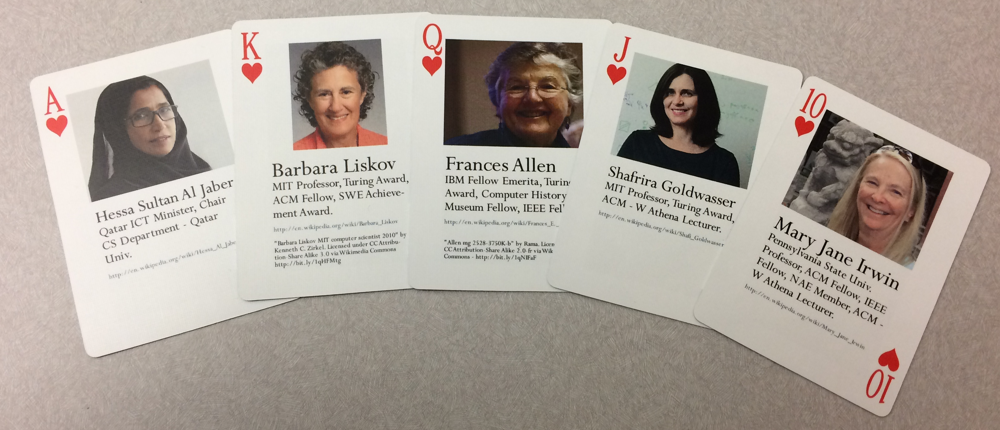 A
Hessa Sultan Al Jaber
Qatar ICT Minister, Chair
CS Department - Qatar
Univ.
http://en.wikipedia.org/wiki/Hessa_Al_Jabe
K
Barbara Liskov
MIT Professor, Turing Award,
ACM Fellow, SWE Achieve-
ment Award.
http://en.wikipedia.org/wiki/Barbara_Liskov
"Barbara Liskov MIT computer scientist 2010" by
Kenneth C. Zirkel. Licensed under CC Attribu-
tion-Share Alike 3.0 via Wikimedia Commons
http://bit.ly/1qHFMtg
Q
Frances Allen
IBM Fellow Emerita, Turin
Award, Computer History
Museum Fellow, IEEE Fel
http://en.wikipedia.org/wiki/Frances_E._
"Allen mg 2528-3750K-b" by Rama. Licen
CC Attribution-Share Alike 2.0-fr via Wik
Commons - http://bit.ly/1qNIFaF
J
Shafrira Goldwasser
MIT Professor, Turing Award,
ACM - W Athena Lecturer.
http://en.wikipedia.org/wiki/Shafi_Goldwasser
10
Mary Jane Irwin
Pennsylvania State Univ.
Professor, ACM Fellow, IEEE
Fellow, NAE Member, ACM -
W Athena Lecturer.
http://en.wikipedia.org/wiki/Mary_Jane_Irwin
10